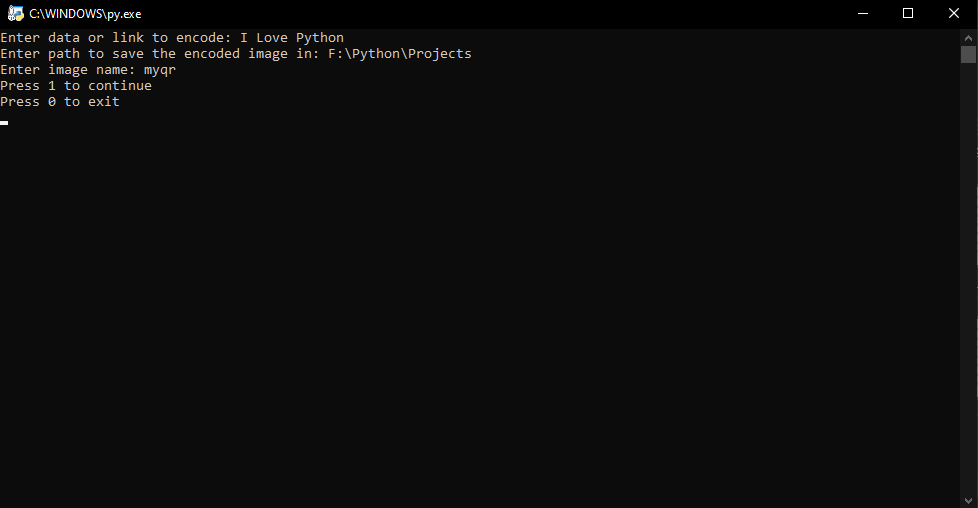 C:\WINDOWS\py.exe
Enter data or link to encode: I Love Python
Enter path to save the encoded image in: F:\Python\Projects
Enter image name: myqr
Press 1 to continue
Press 0 to exit